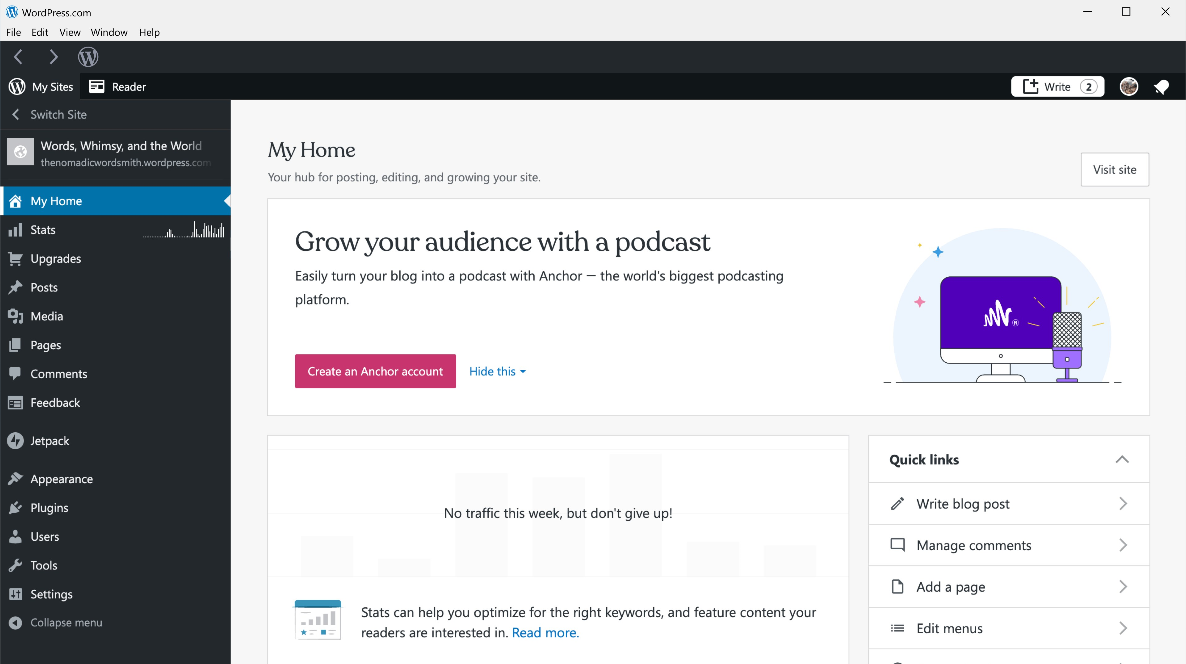 WordPress.com
File Edit View Window Help
My Sites Reader Write 2
Switch Site
Words, Whimsy, and the World
thenomadicwordsmith.wordpress.com
My Home
Stats
Upgrades
Posts
Media
Pages
Comments
Feedback
Jetpack
Appearance
Plugins
Users
Tools
Settings
Collapse menu
My Home
Your hub for posting, editing, and growing your site.
Visit site
Grow your audience with a podcast
Easily turn your blog into a podcast with Anchor — the world's biggest podcasting
platform.
Create an Anchor account Hide this
No traffic this week, but don't give up!
Stats can help you optimize for the right keywords, and feature content your
readers are interested in. Read more.
Quick links
Write blog post
Manage comments
Add a page
Edit menus